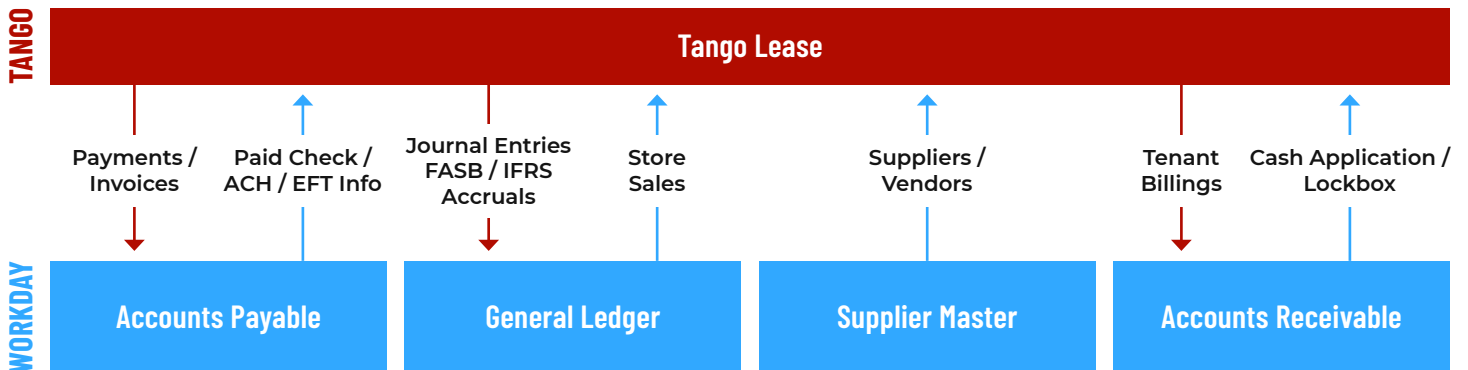 TANGO
Tango Lease
Payments /
Invoices
Paid Check /
ACH / EFT Info
Journal Entries
FASB / IFRS
Accruals
Store
Sales
Suppliers /
Vendors
Tenant
Billings
Cash Application /
Lockbox
WORKDAY
Accounts Payable
General Ledger
Supplier Master
Accounts Receivable